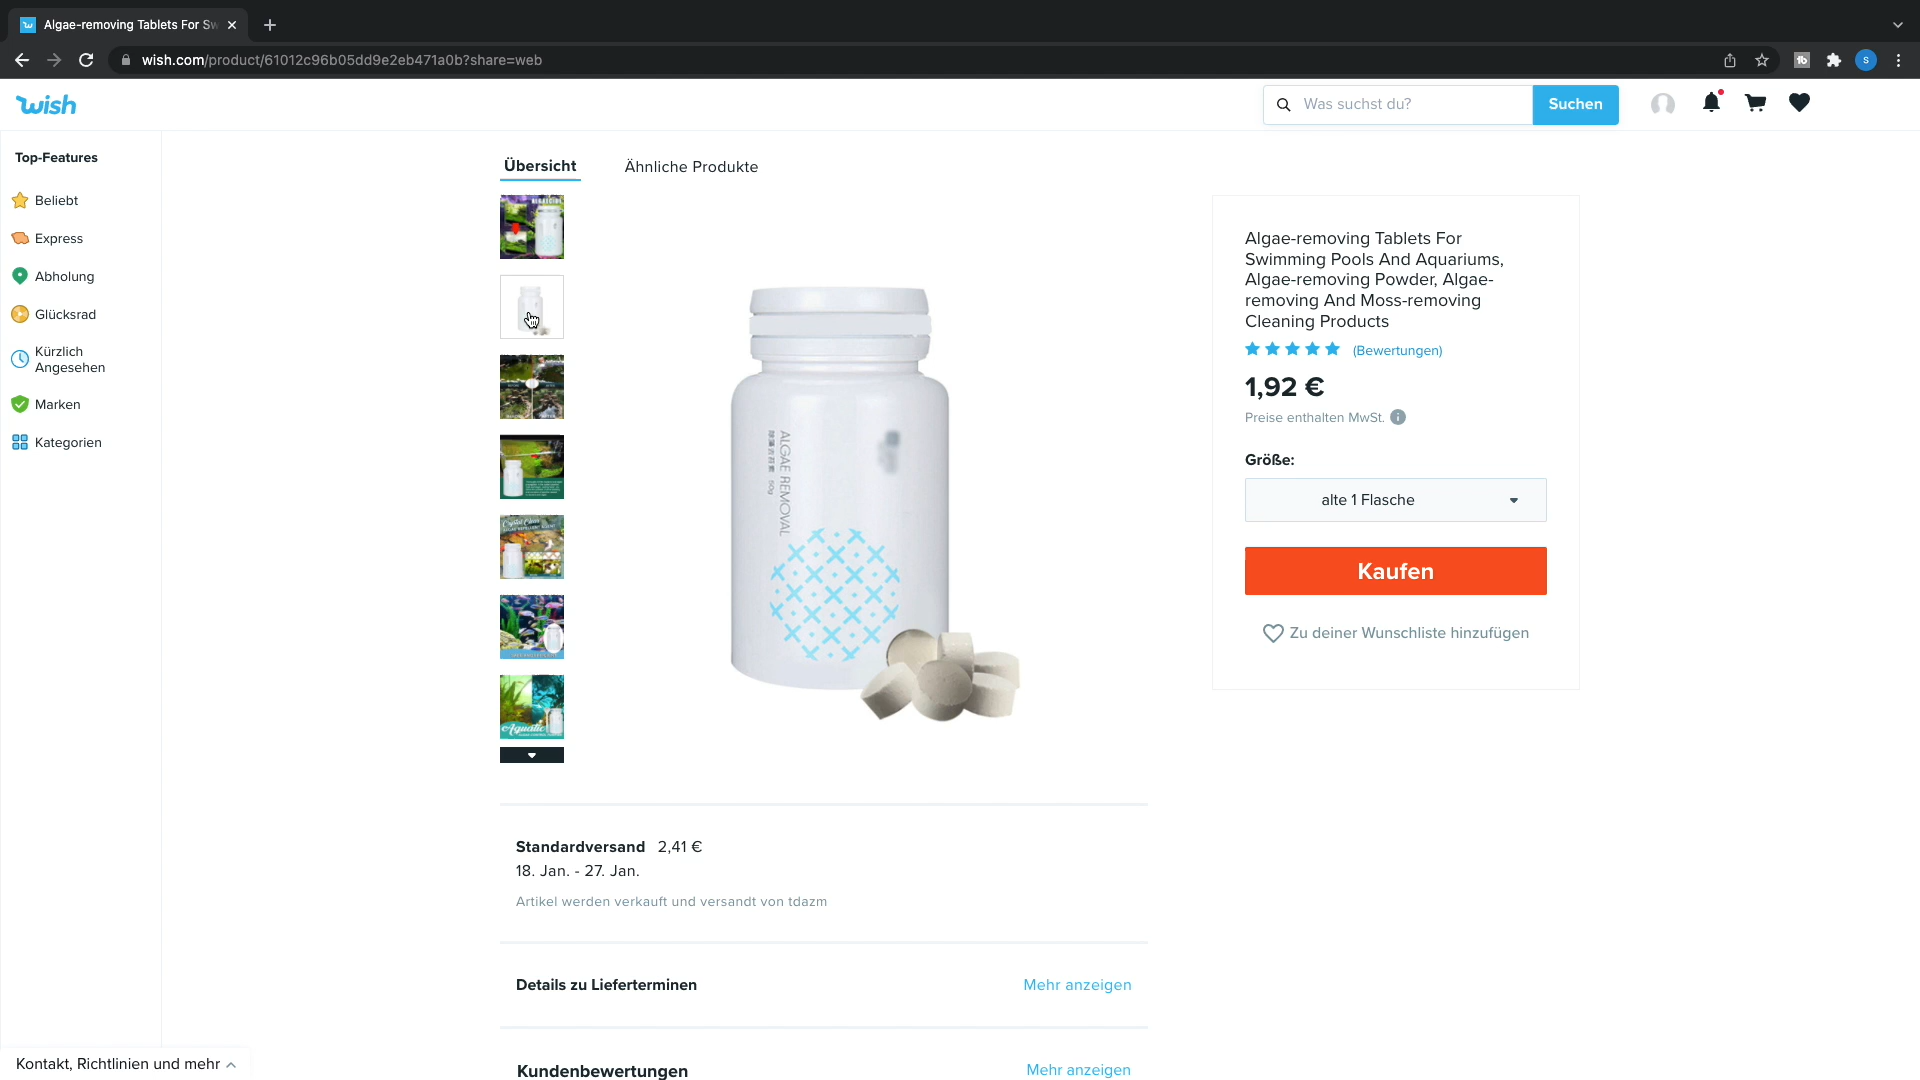 Algae-removing Tablets For Sw
wish.com/product/61012c96b05dd9e2eb471a0b?share=web
wish
Was suchst du?
Suchen
Top-Features
Beliebt
Express
Abholung
Glücksrad
Kürzlich
Angesehen
Marken
Kategorien
Übersicht
Ähnliche Produkte
ALGAE REMOVAL
50g
Crystal Clear
Aquatic
Algae-removing Tablets For
Swimming Pools And Aquariums,
Algae-removing Powder, Algae-
removing And Moss-removing
Cleaning Products
(Bewertungen)
1,92 €
Preise enthalten MwSt.
Größe:
alte 1 Flasche
Kaufen
Zu deiner Wunschliste hinzufügen
Standardversand 2,41 €
18. Jan. - 27. Jan.
Artikel werden verkauft und versandt von tdazm
Details zu Lieferterminen
Mehr anzeigen
Kundenbewertungen
Mehr anzeigen
Kontakt, Richtlinien und mehr